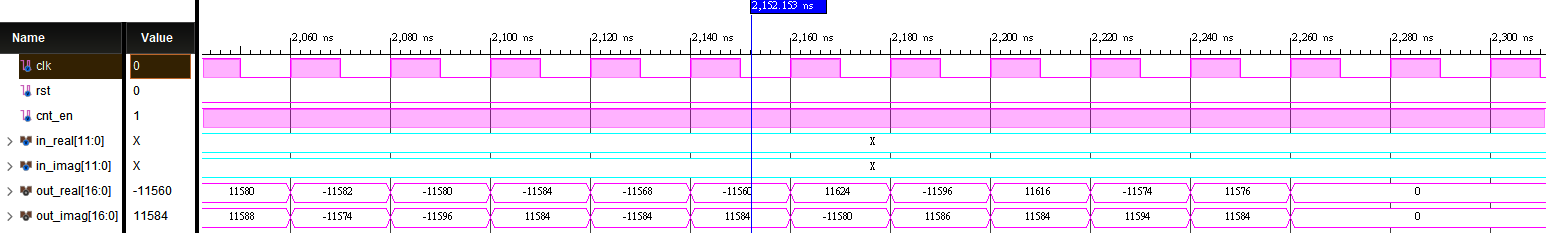 2,152.153 ns
Name Value 2,060 ns 2,080 ns 2,100 ns 2,120 ns 2,140 ns 2,160 ns 2,180 ns 2,200 ns 2,220 ns 2,240 ns 2,260 ns 2,280 ns 2,300 ns
clk 0
rst 0
cnt_en 1
in_real[11:0] X X
in_imag[11:0] X X
out_real[16:0] -11560 11580 -11582 -11580 -11584 -11568 -11560 11624 -11596 11616 -11574 11576 0
out_imag[16:0] 11584 11588 -11574 -11596 11584 -11584 11584 -11580 11586 11584 11594 11584 0